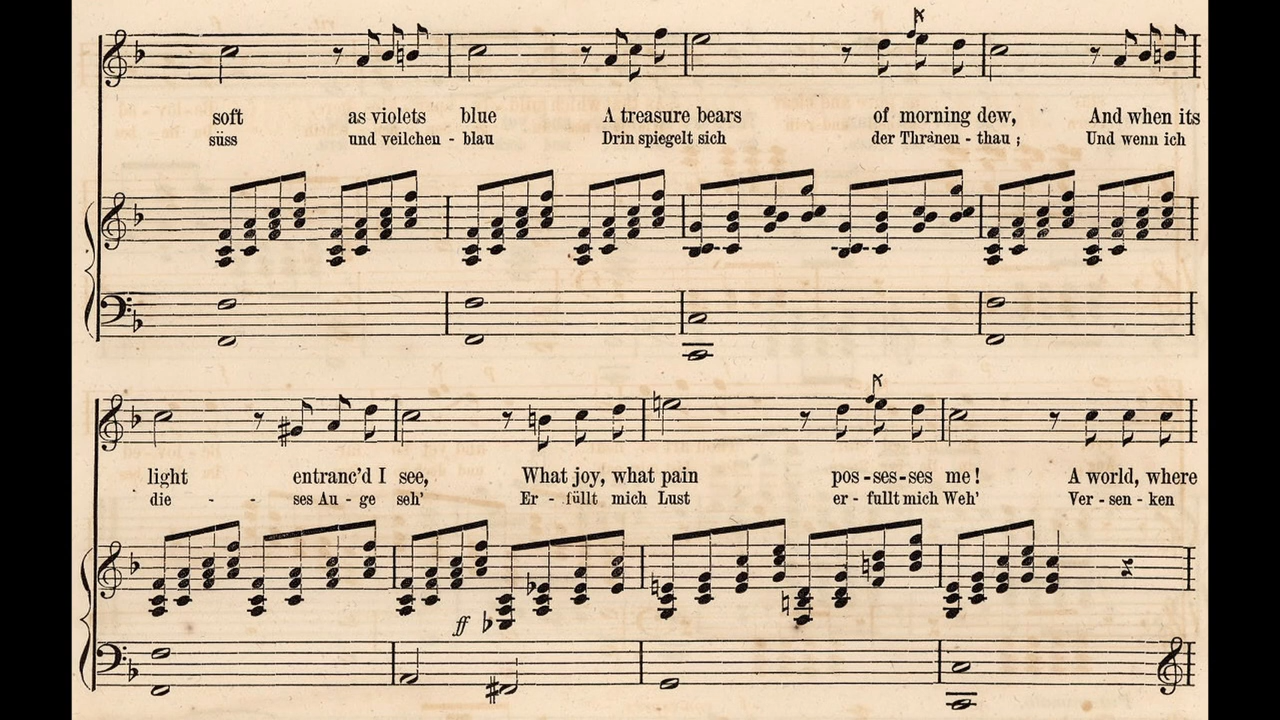 soft as violets blue A treasure bears of morning dew, And when its
süss und veilchen - blau Drin spiegelt sich der Thränen - thau ; Und wenn ich
light entranc'd I see, What joy, what pain pos - ses - ses me! A world, where
die - - ses Au - ge seh' Er - füllt mich Lust er - fullt mich Weh' Ver - sen - ken
ff